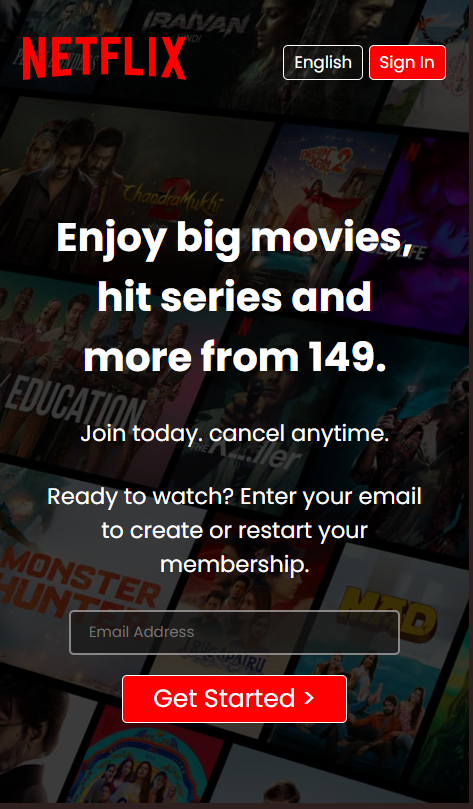 IRAIVAN
NETFLIX
English
Sign In
CHANDRAMUKHI
2
Enjoy big movies,
hit series and
more from 149.
EDUCATION
Join today. cancel anytime.
THE
Ready to watch? Enter your email
to create or restart your
membership.
MONSTER
HUNTER
Email Address
Get Started >